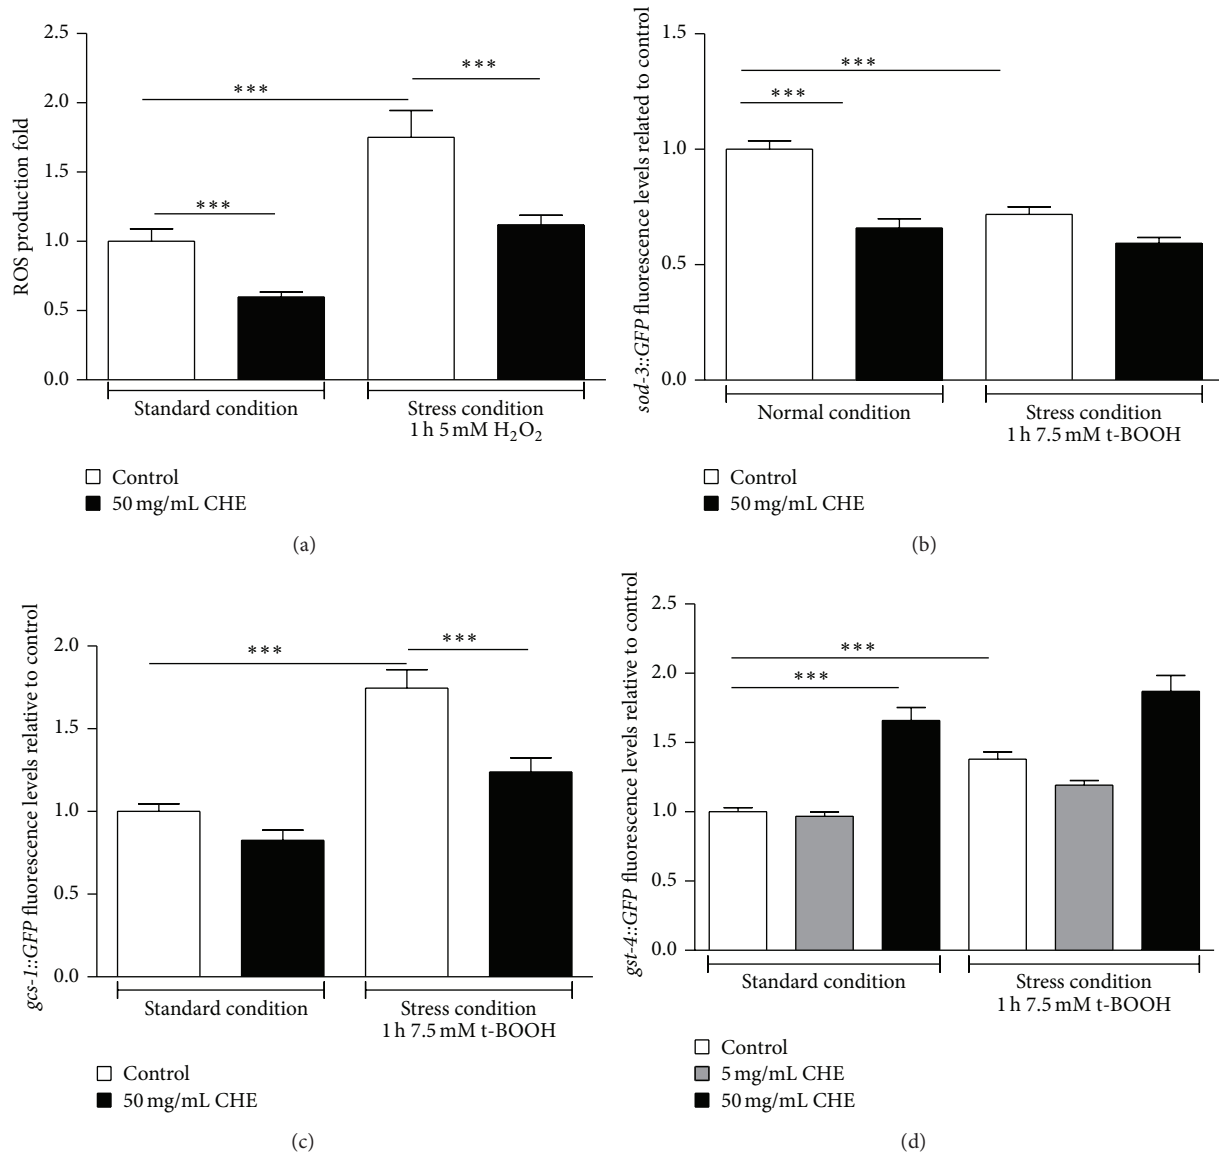 ROS production fold
2.5
2.0
1.5
1.0
0.5
0.0
***
***
***
Standard condition
Stress condition
1 h 5 mM H₂O₂
Control
50 mg/mL CHE
(a)
sod-3::GFP fluorescence levels related to control
1.5
1.0
0.5
0.0
***
***
Normal condition
Stress condition
1 h 7.5 mM t-BOOH
Control
50 mg/mL CHE
(b)
gcs-1::GFP fluorescence levels relative to control
2.0
1.5
1.0
0.5
0.0
***
***
Standard condition
Stress condition
1 h 7.5 mM t-BOOH
Control
50 mg/mL CHE
(c)
gst-4::GFP fluorescence levels relative to control
2.5
2.0
1.5
1.0
0.5
0.0
***
***
Standard condition
Stress condition
1 h 7.5 mM t-BOOH
Control
5 mg/mL CHE
50 mg/mL CHE
(d)